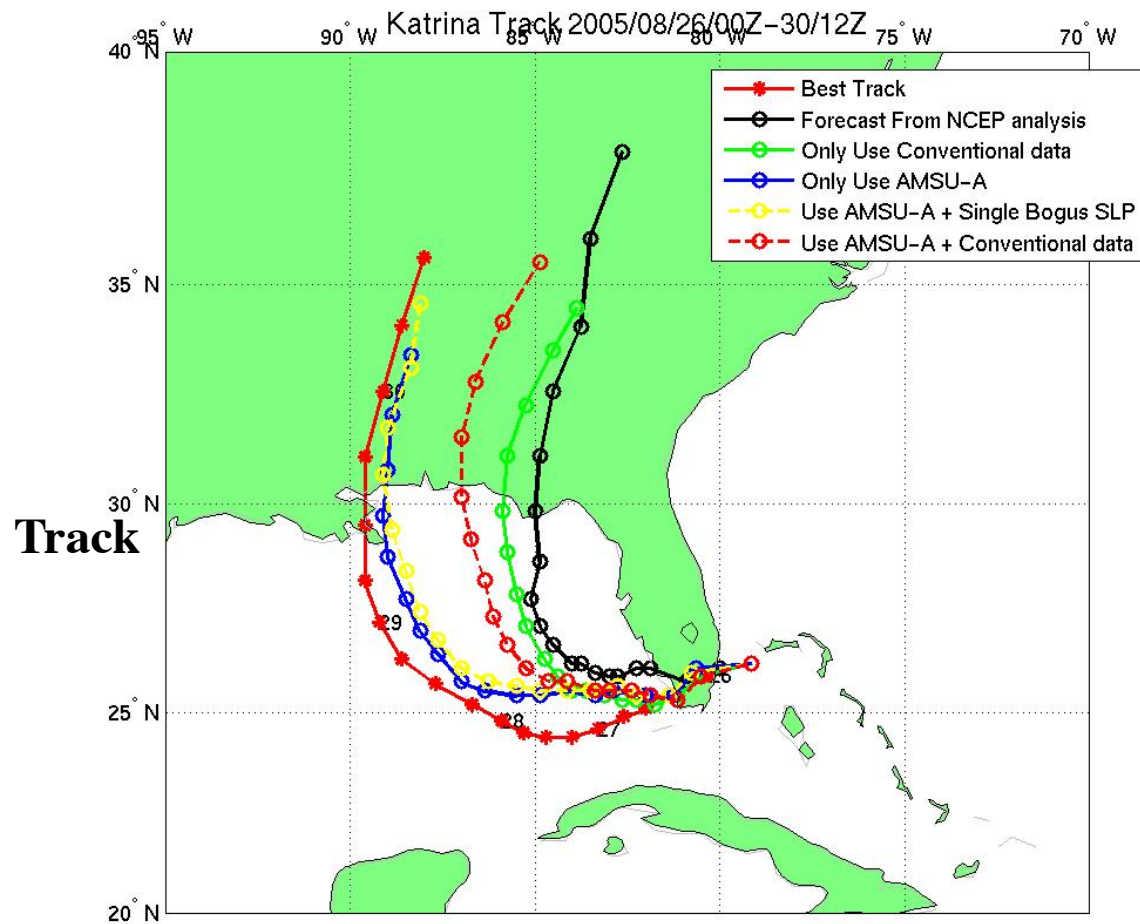 Katrina Track 2005/08/26/00Z-30/12Z
95° W 90° W 85° W 80° W 75° W 70° W
40° N
Best Track
Forecast From NCEP analysis
Only Use Conventional data
Only Use AMSU-A
Use AMSU-A + Single Bogus SLP
Use AMSU-A + Conventional data
35° N
30
30° N
Track
29
26
25° N
28
27
20° N